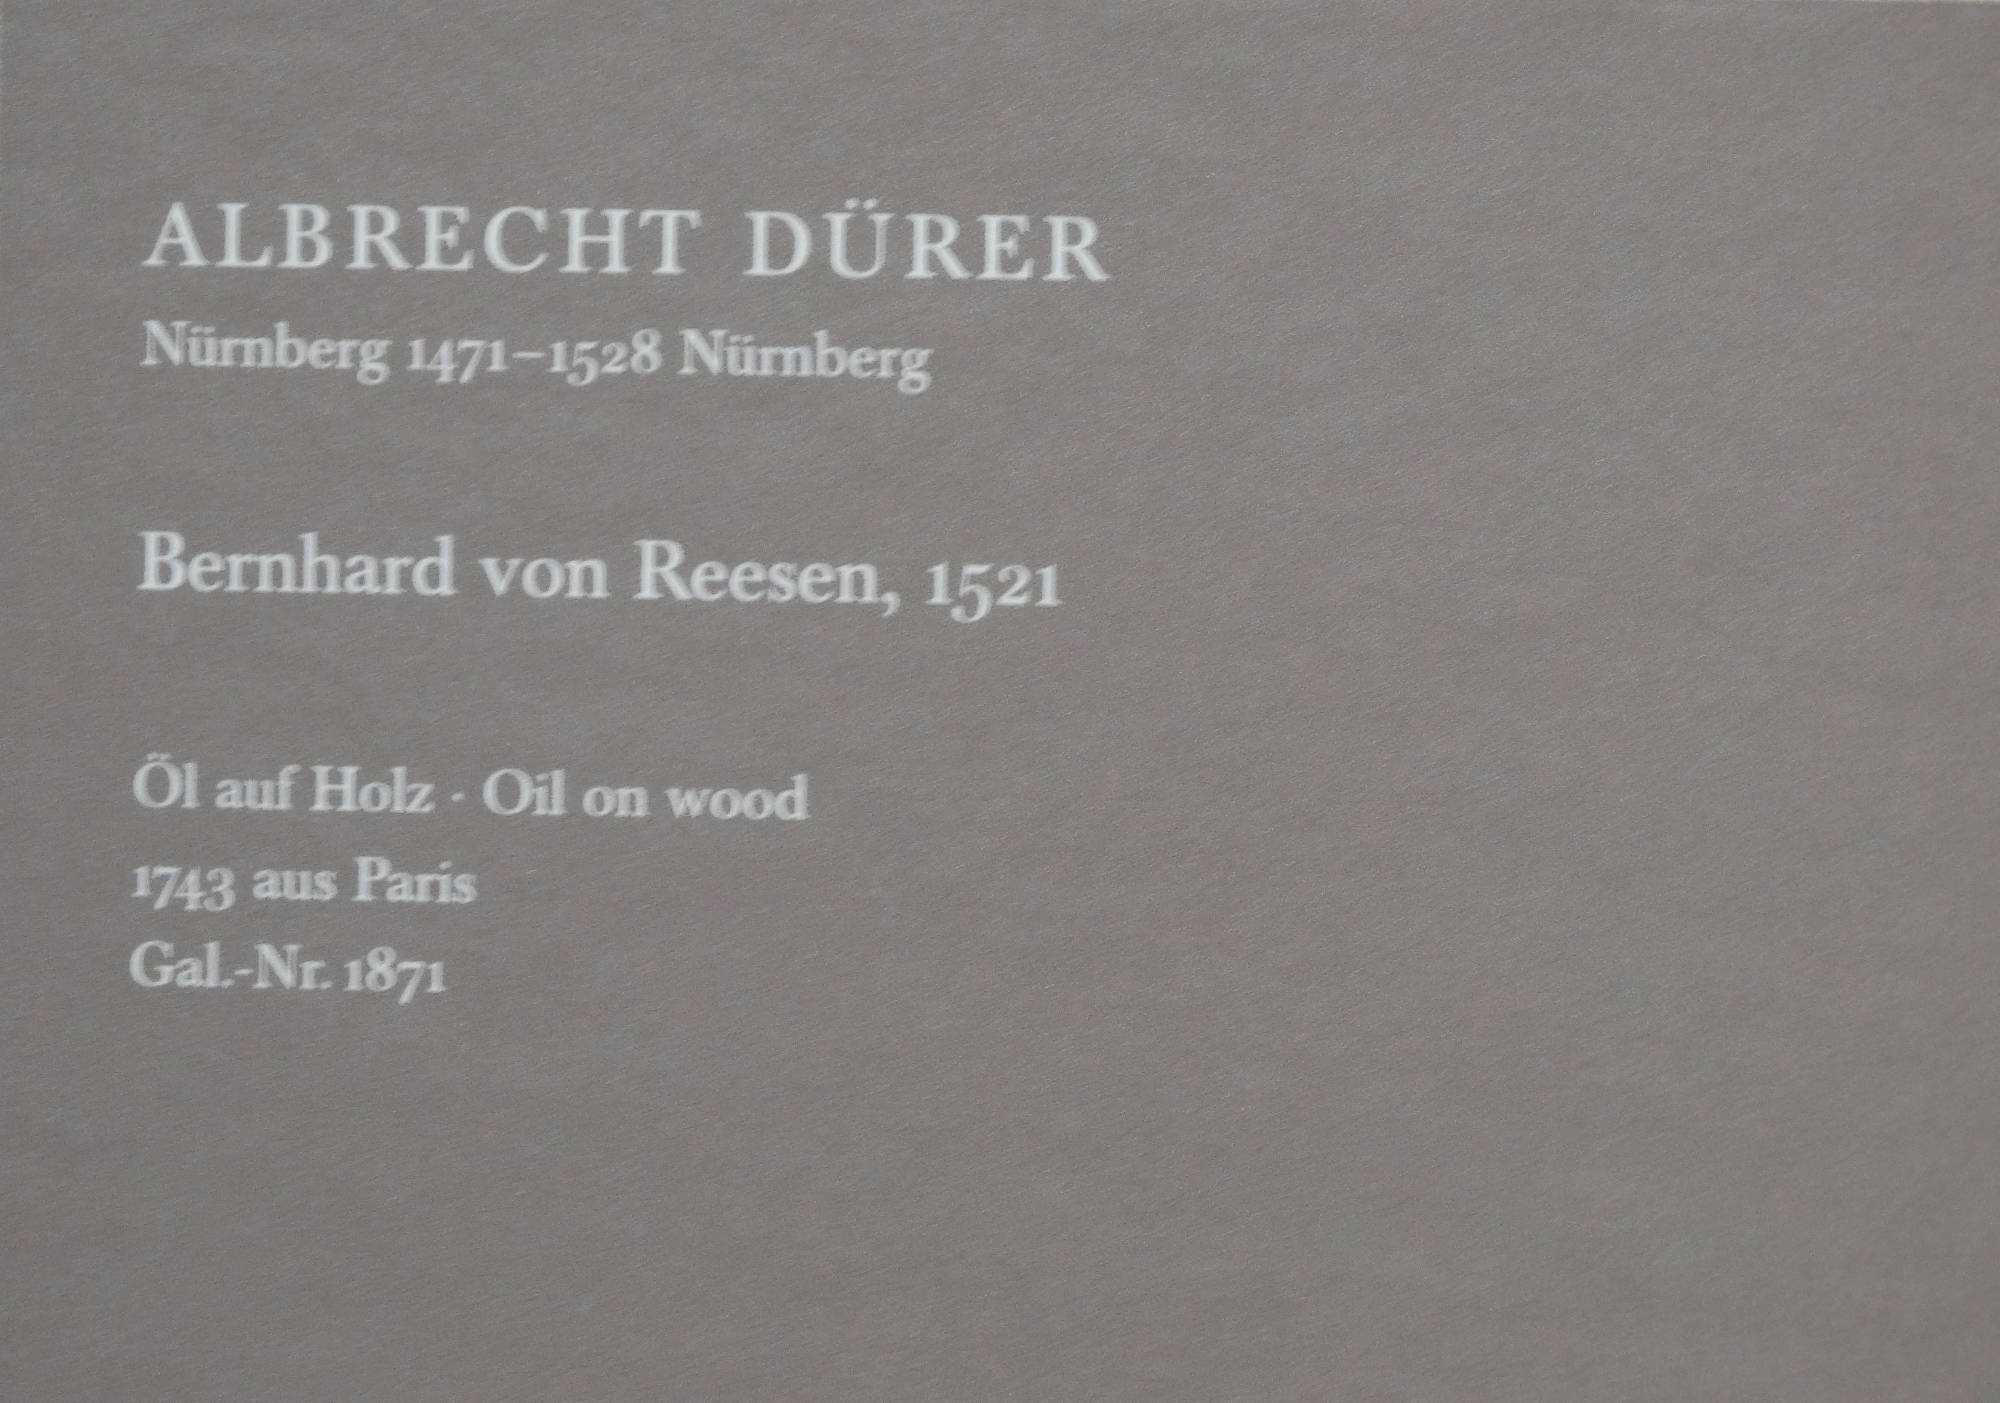 ALBRECHT DÜRER
Nürnberg 1471–1528 Nürnberg
Bernhard von Reesen, 1521
Öl auf Holz · Oil on wood
1743 aus Paris
Gal.-Nr. 1871